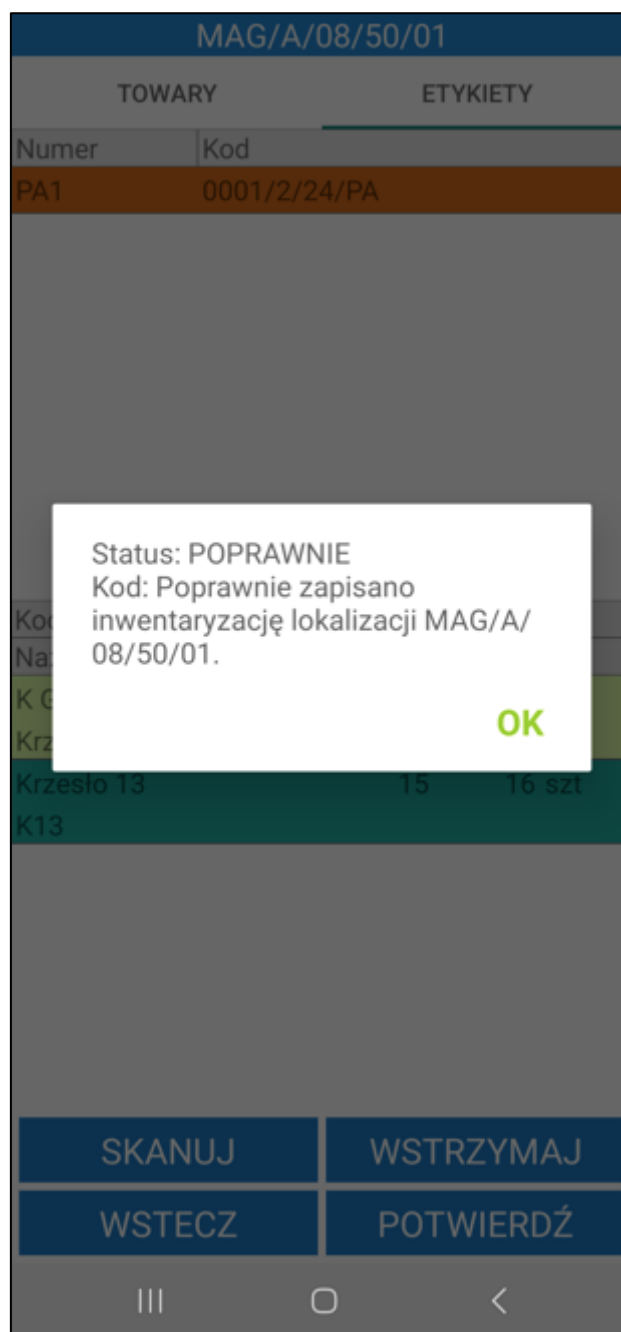 MAG/A/08/50/01
TOWARY ETYKIETY
Numer Kod
PA1 0001/2/24/PA
Status: POPRAWNIE
Kod: Poprawnie zapisano
inwentaryzację lokalizacji MAG/A/
08/50/01.
OK
Krzesło 13 15 16 szt
K13
SKANUJ WSTRZYMAJ
WSTECZ POTWIERDŹ